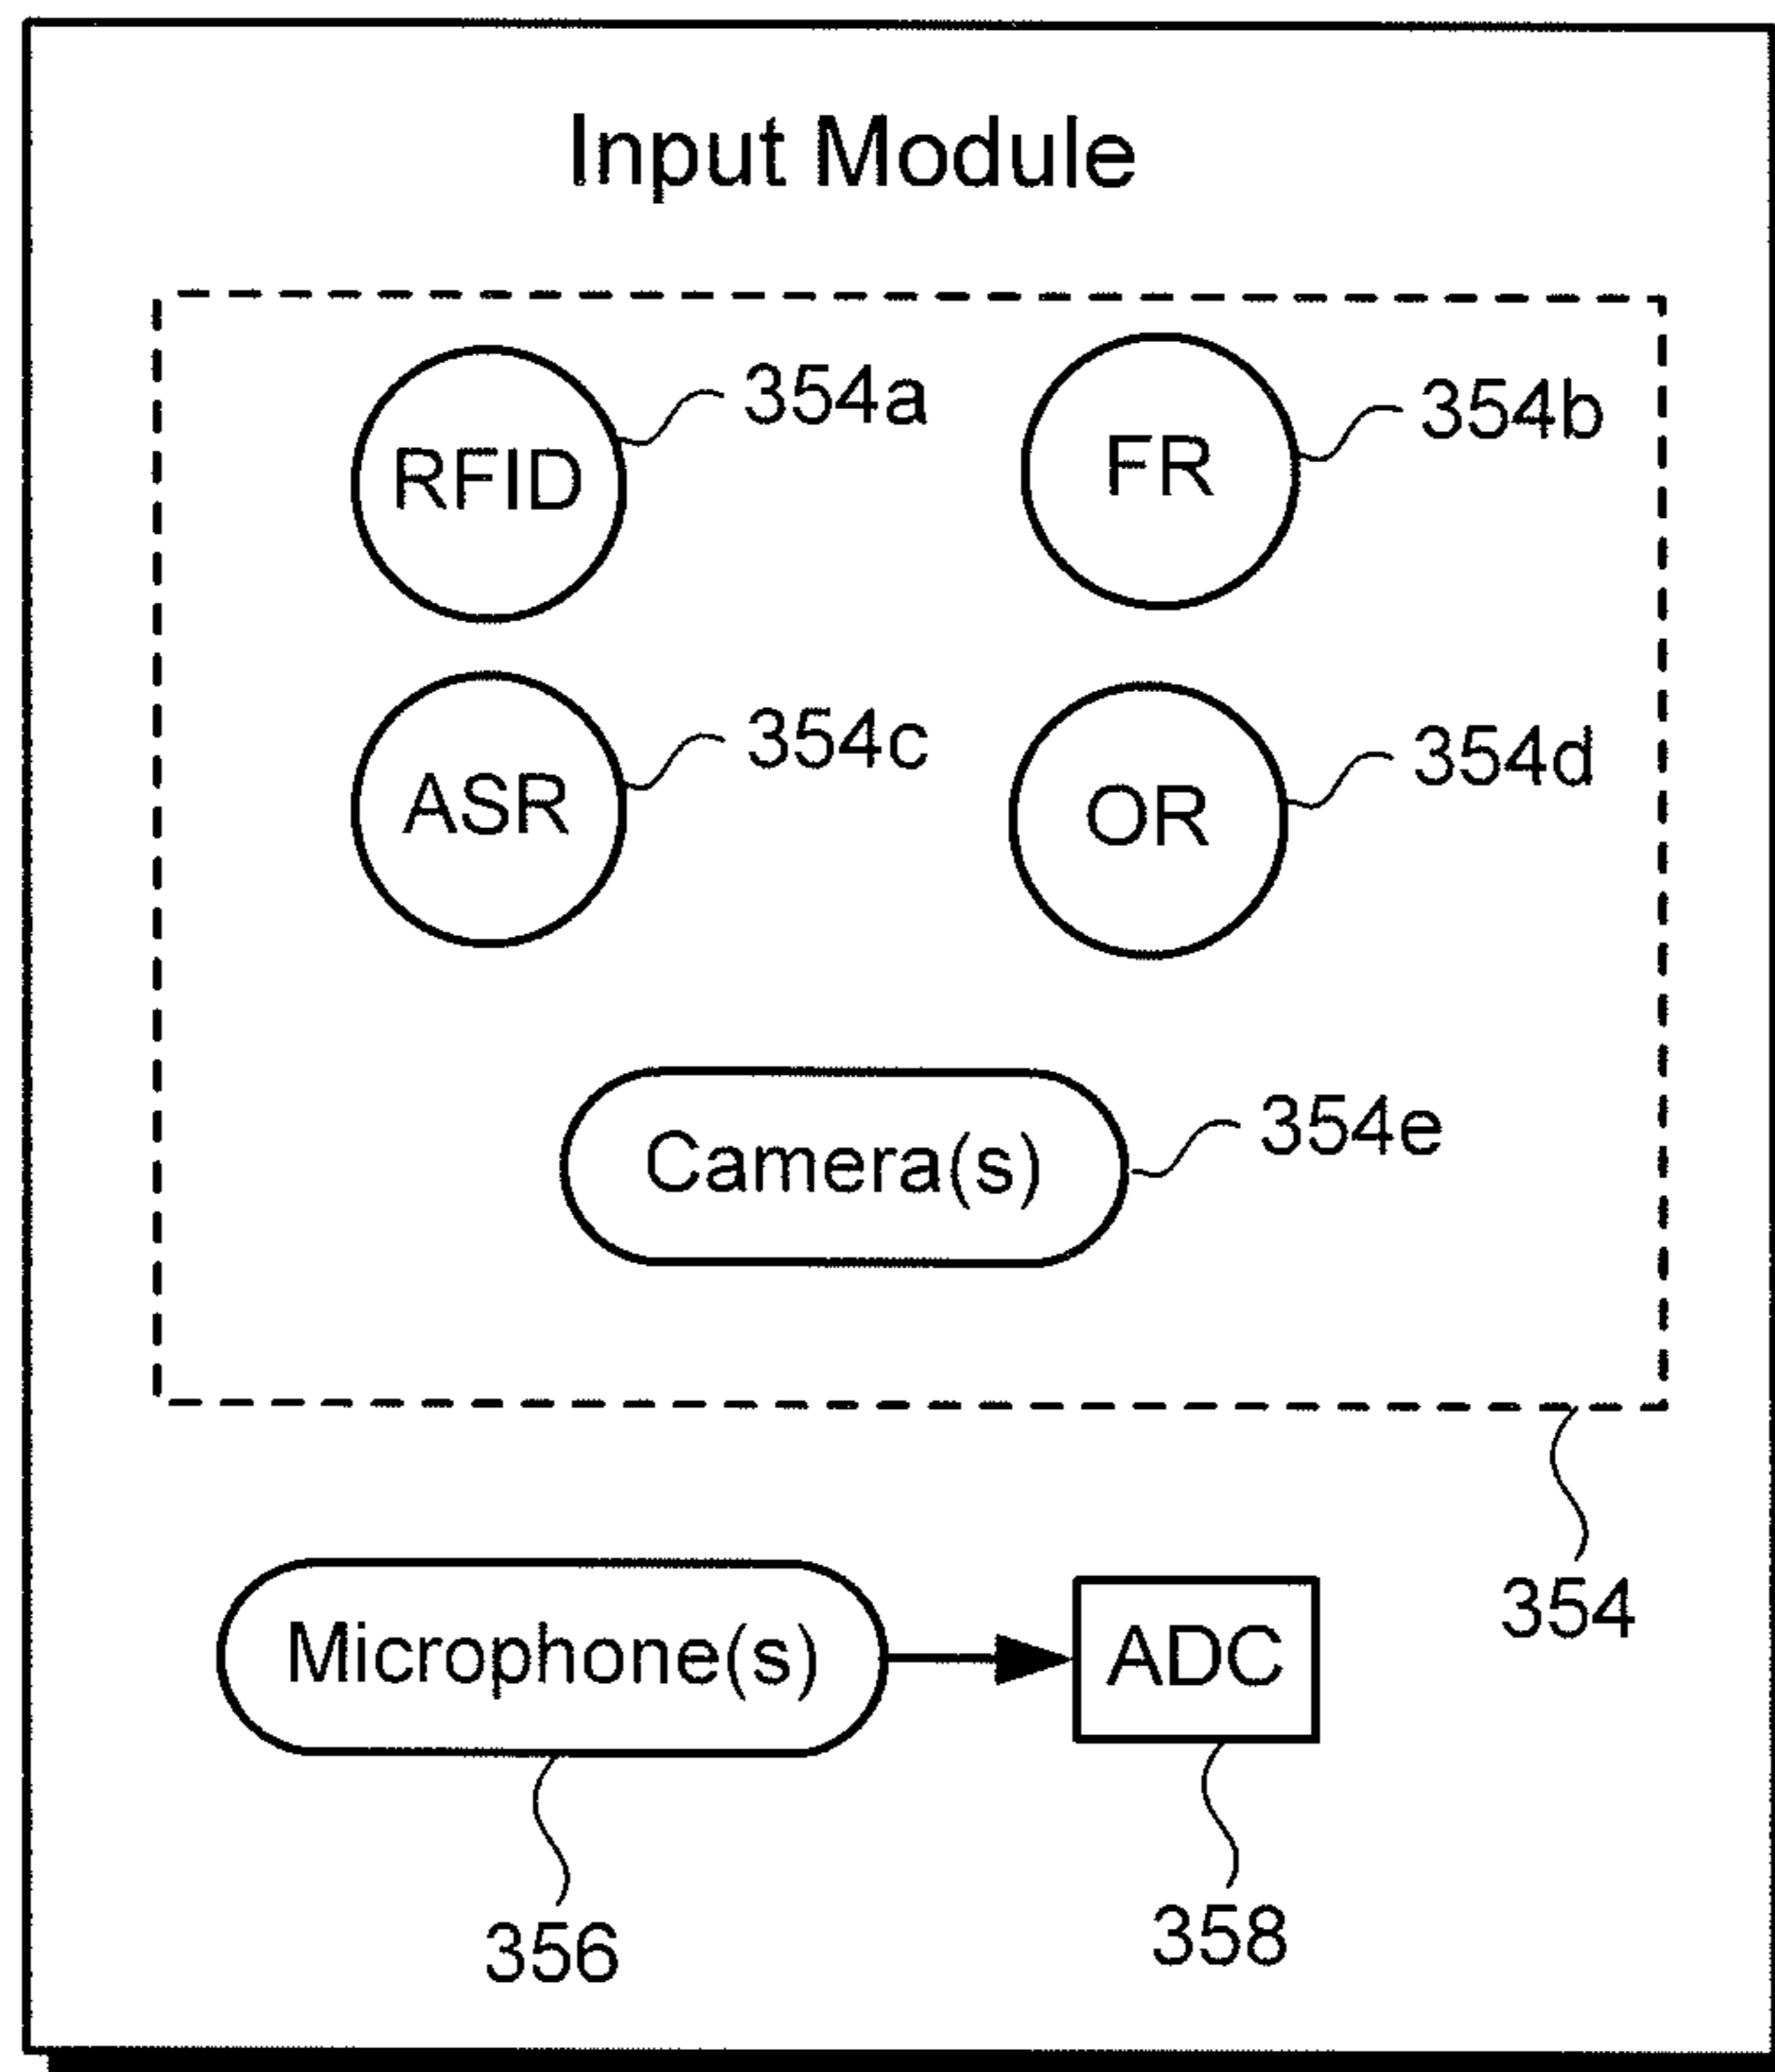 Input Module
RFID
354a
FR
354b
ASR
354c
OR
354d
Camera(s)
354e
354
Microphone(s)
ADC
356
358